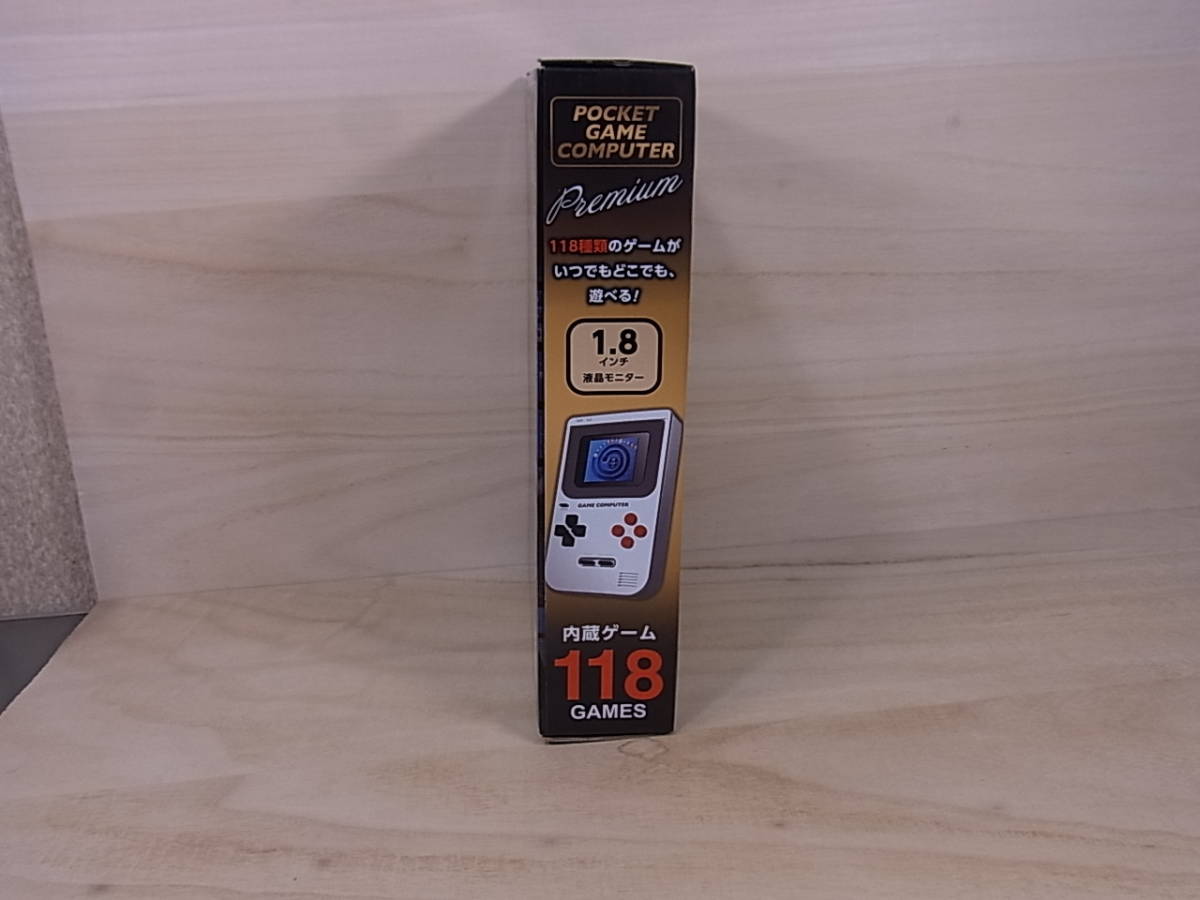 POCKET
GAME
COMPUTER
Premium
118種類のゲームが
いつでもどこでも、
遊べる!
1.8
インチ
液晶モニター
GAME COMPUTER
内蔵ゲーム
118
GAMES